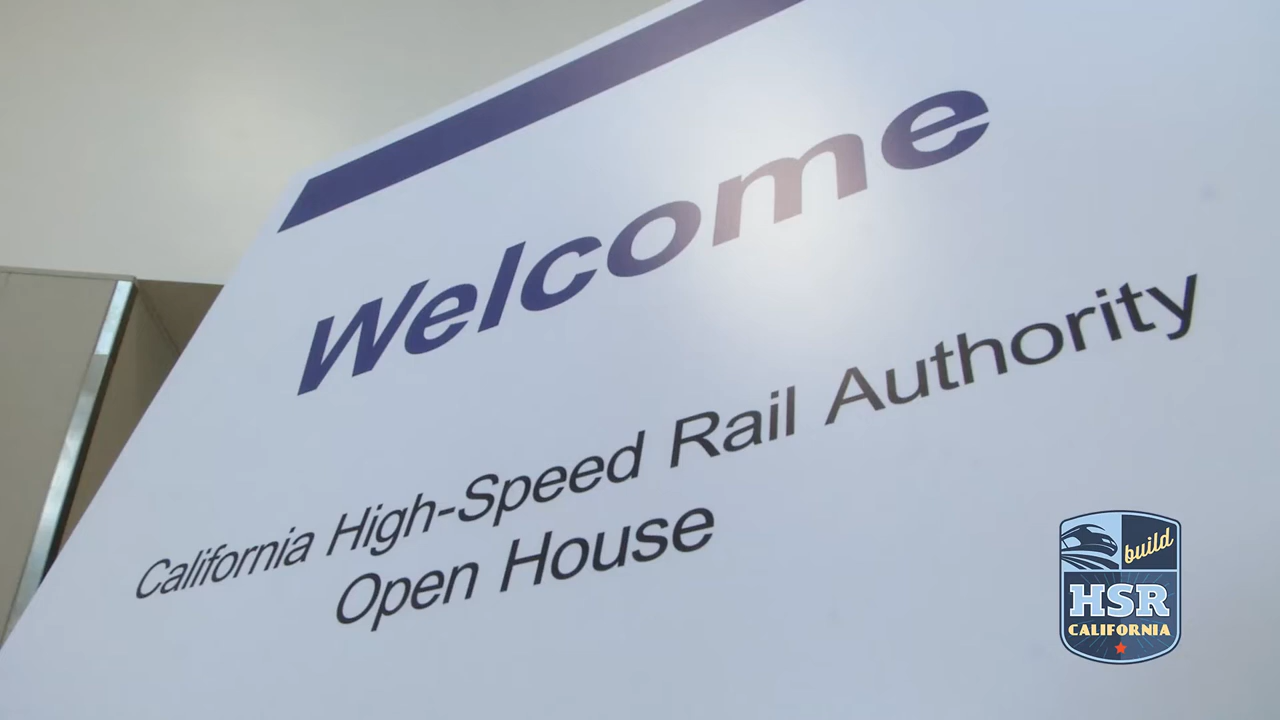 Welcome
California High-Speed Rail Authority
Open House
build
HSR
CALIFORNIA